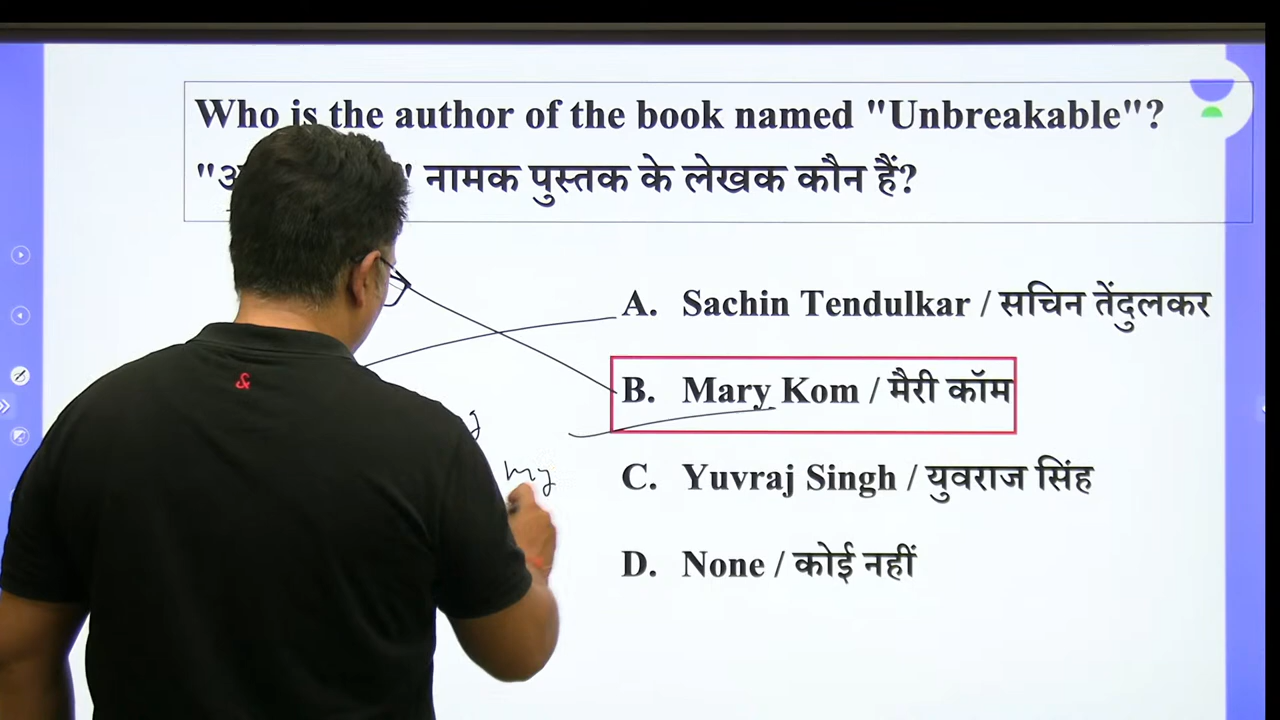 Who is the author of the book named "Unbreakable"?
नामक पुस्तक के लेखक कौन हैं?
A. Sachin Tendulkar / सचिन तेंदुलकर
B. Mary Kom / मैरी कॉम
C. Yuvraj Singh / युवराज सिंह
my
D. None / कोई नहीं